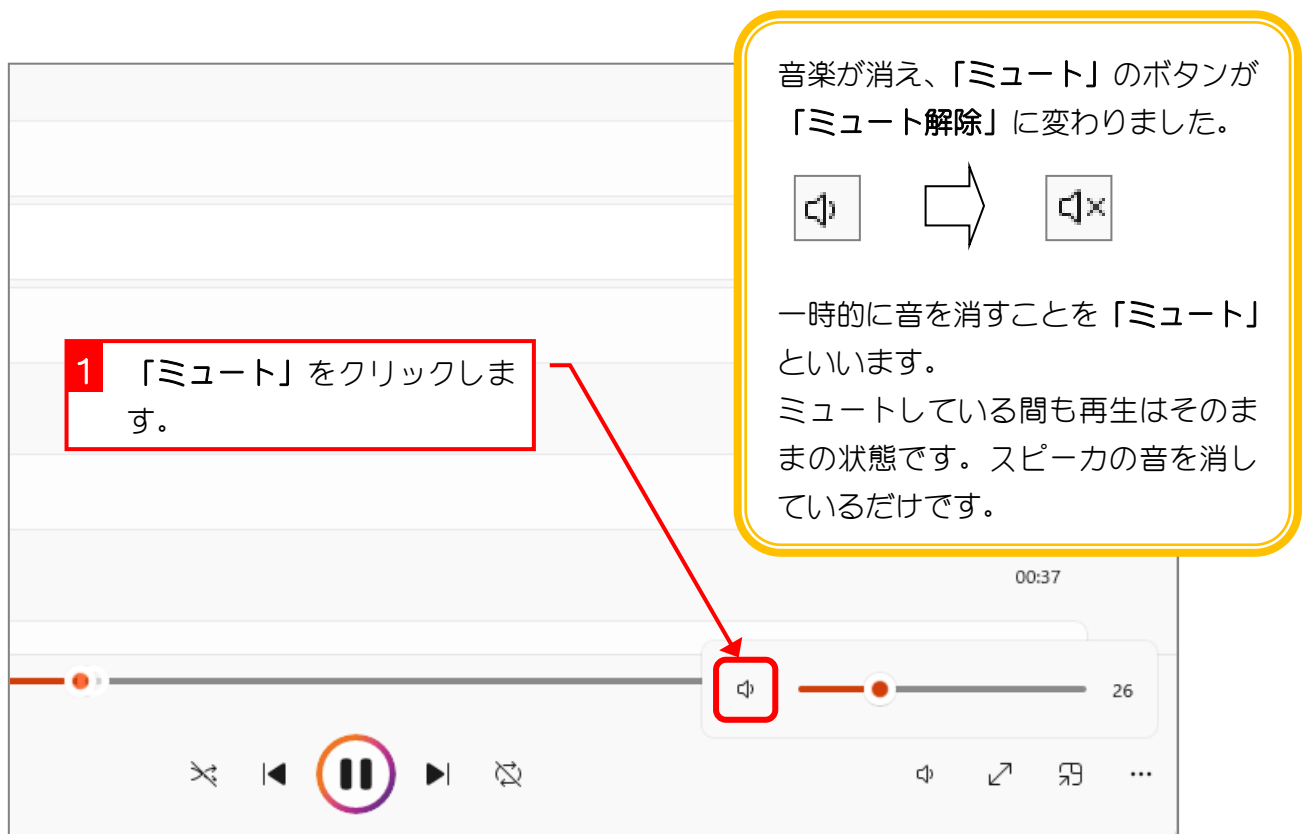 音楽が消え、「ミュート」のボタンが
「ミュート解除」に変わりました。
一時的に音を消すことを「ミュート」
といいます。
ミュートしている間も再生はそのま
まの状態です。スピーカの音を消し
ているだけです。
1 「ミュート」をクリックしま
す。
00:37
26